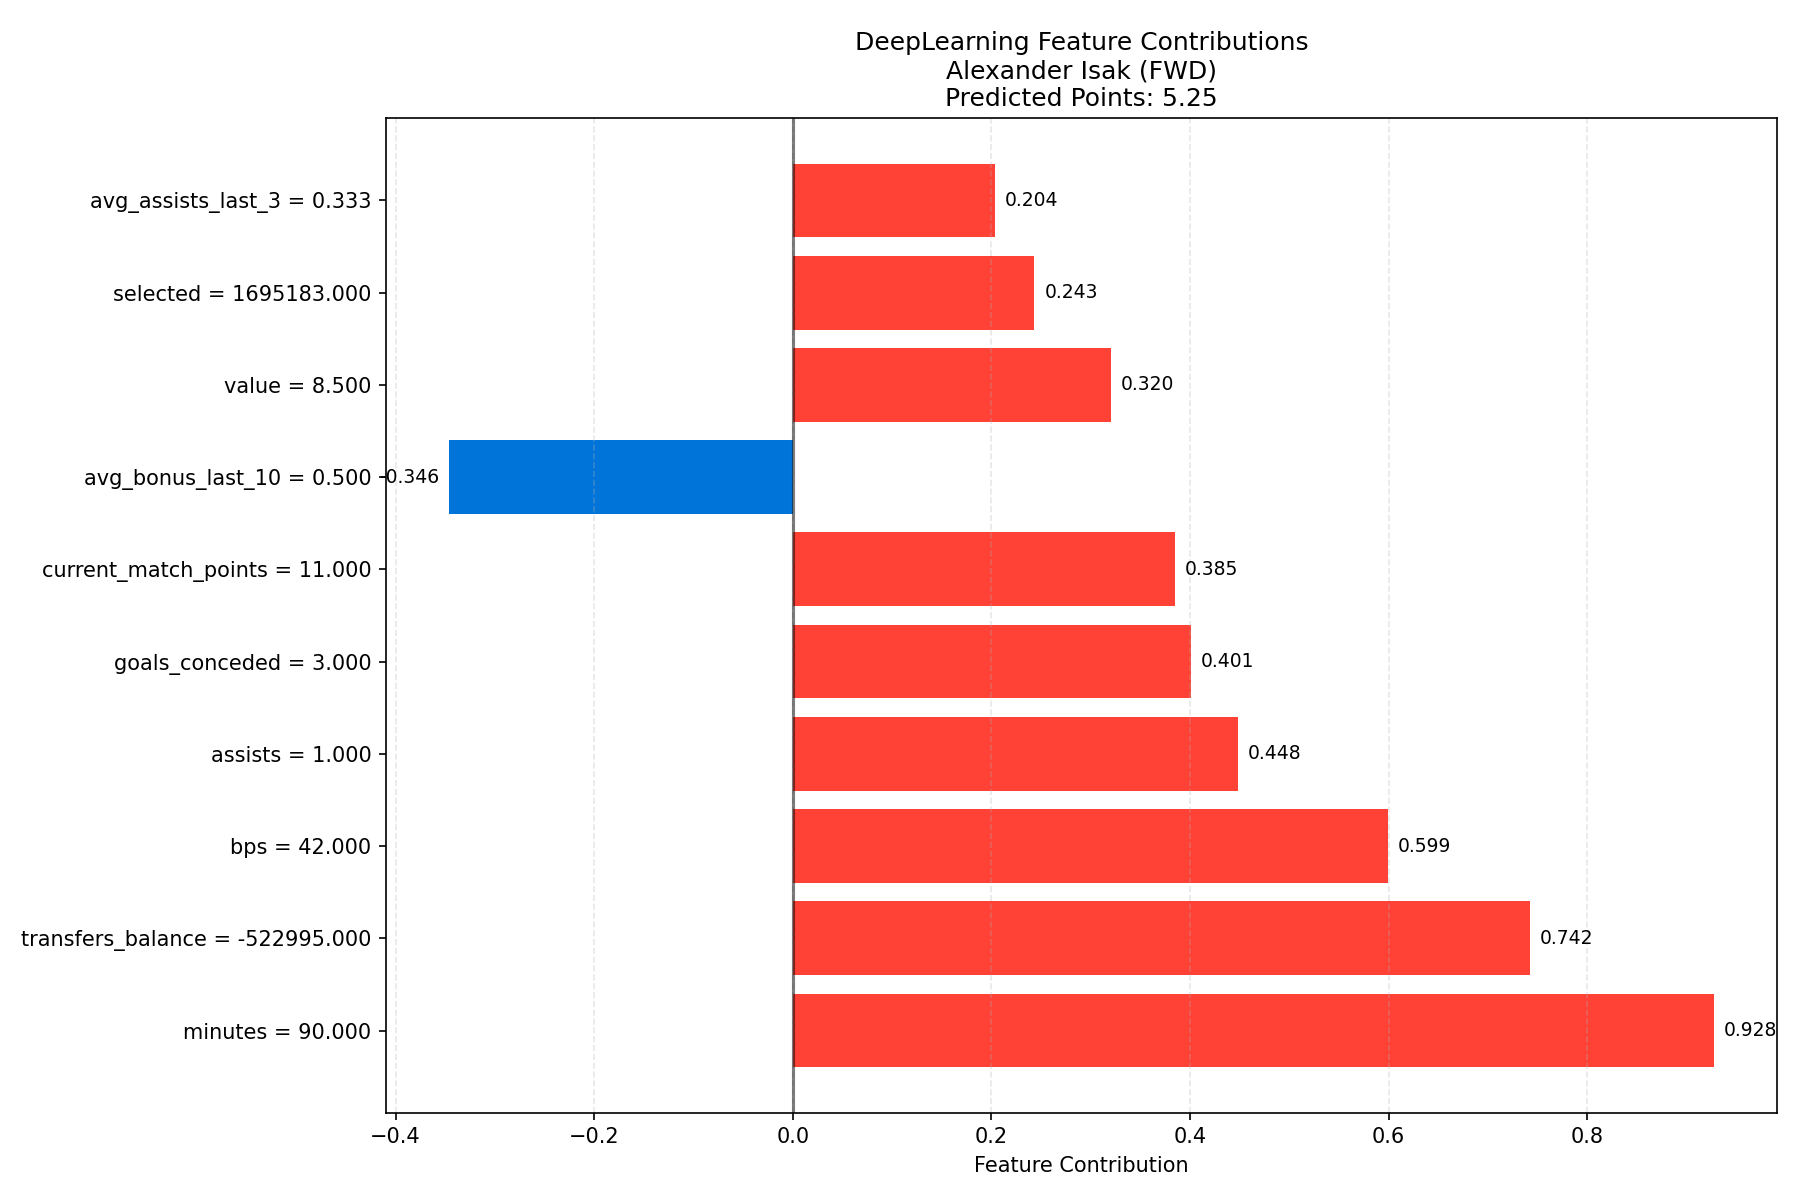 DeepLearning Feature Contributions
Alexander Isak (FWD)
Predicted Points: 5.25
avg_assists_last_3 = 0.333 0.204
selected = 1695183.000 0.243
value = 8.500 0.320
avg_bonus_last_10 = 0.500 -0.346
current_match_points = 11.000 0.385
goals_conceded = 3.000 0.401
assists = 1.000 0.448
bps = 42.000 0.599
transfers_balance = -522995.000 0.742
minutes = 90.000 0.928
−0.4 −0.2 0.0 0.2 0.4 0.6 0.8
Feature Contribution